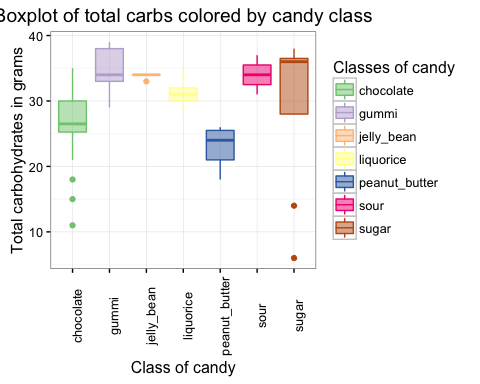 Boxplot of total carbs colored by candy class
Total carbohydrates in grams
40
30
20
10
chocolate
gummi
jelly_bean
liquorice
peanut_butter
sour
sugar
Class of candy
Classes of candy
chocolate
gummi
jelly_bean
liquorice
peanut_butter
sour
sugar